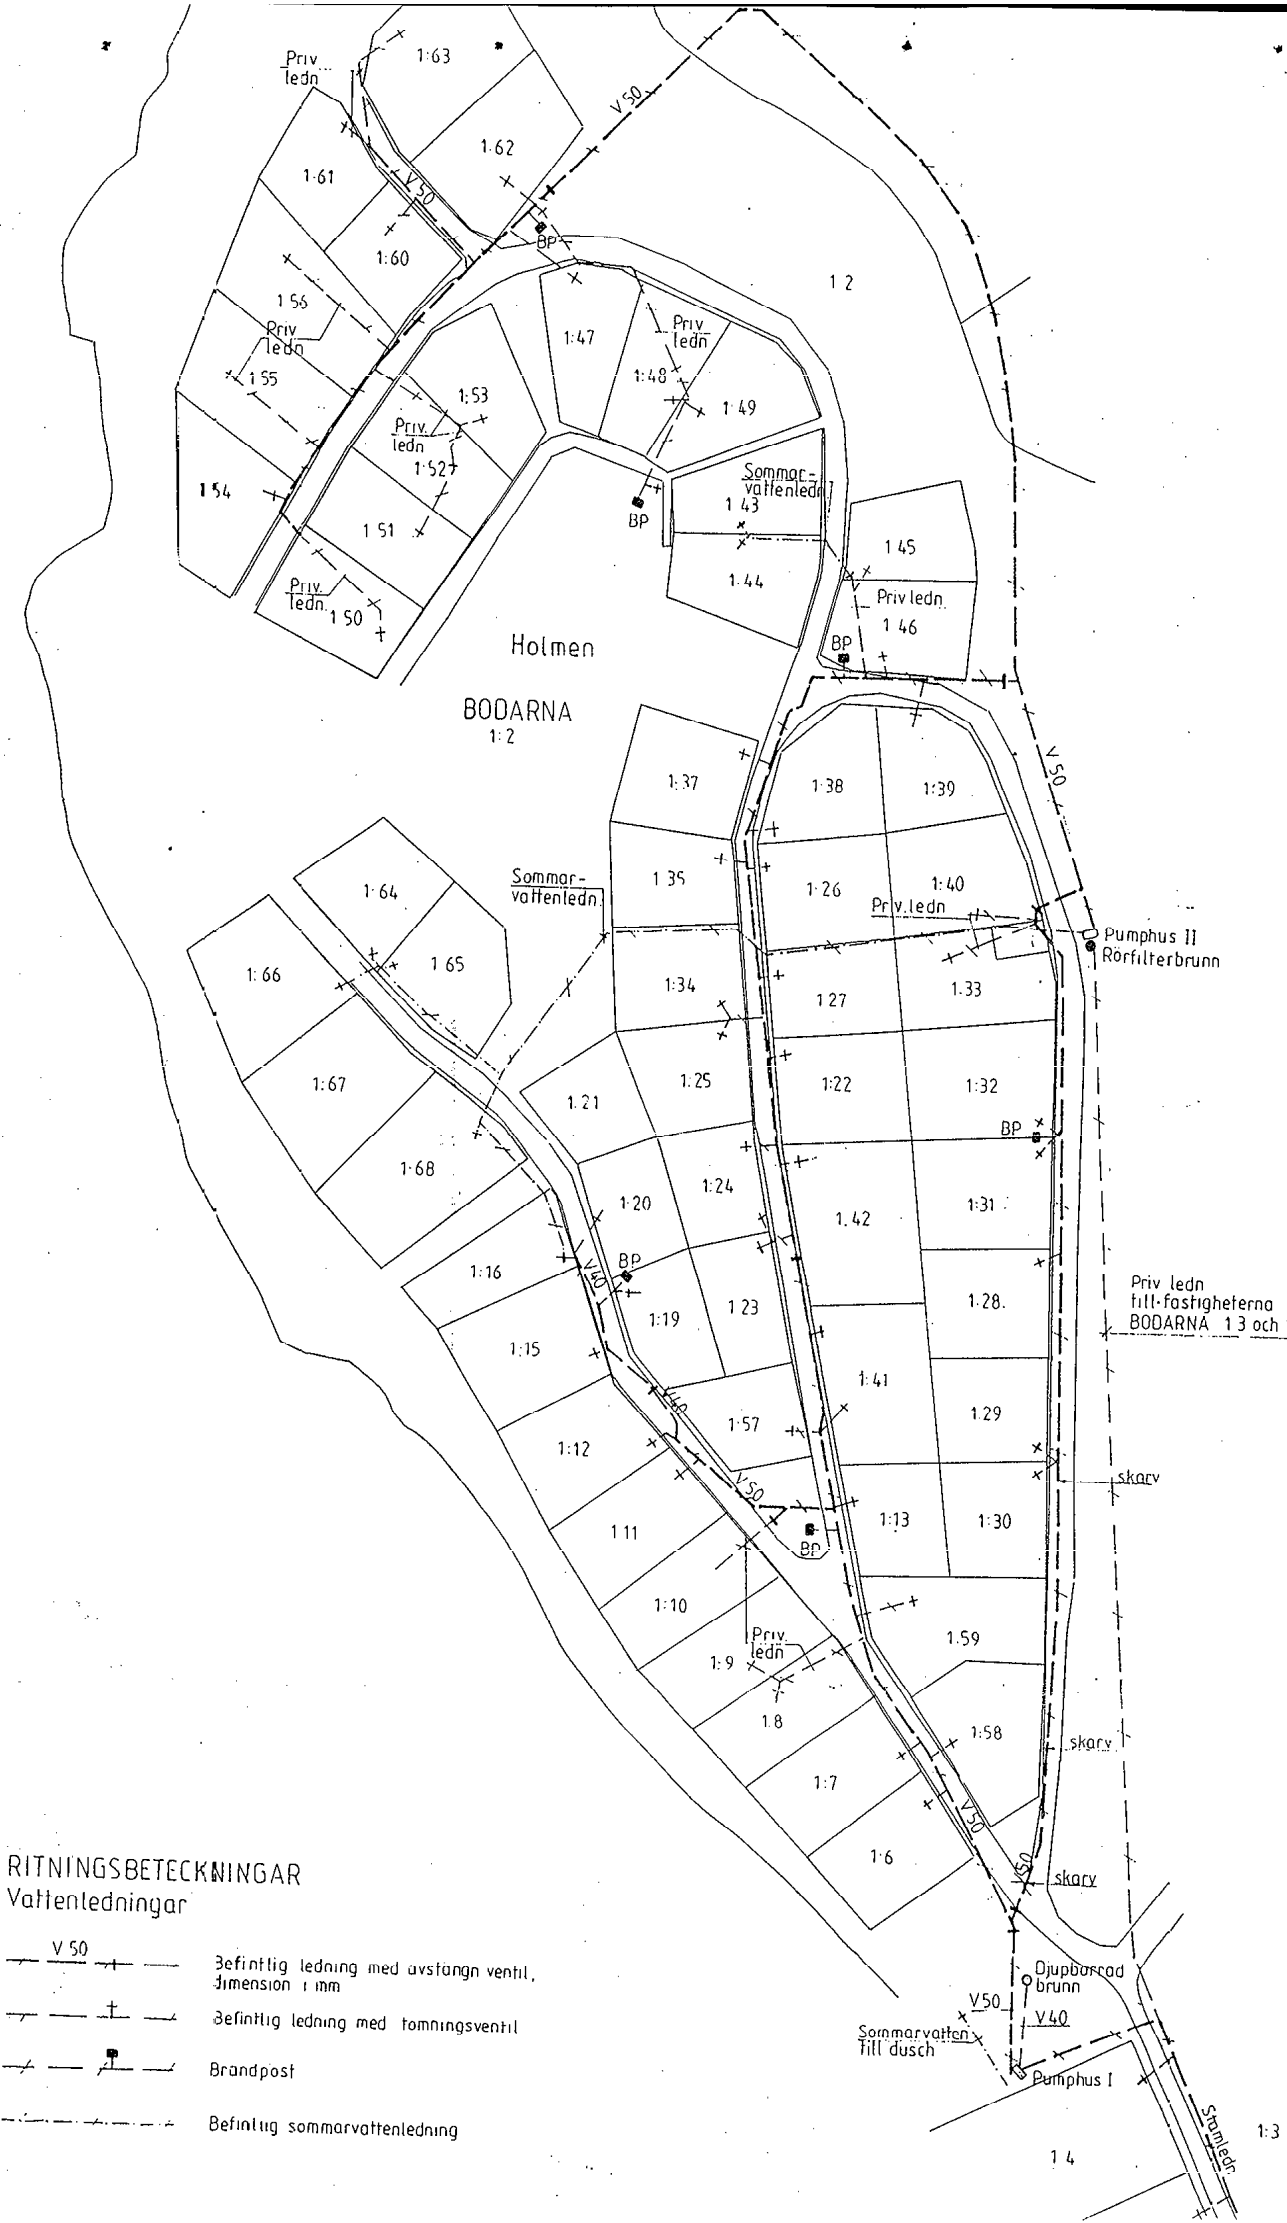 1:63
Priv
ledn
V 50
1:62
1:61
V 50
1:60
BP
1 2
1 56
Priv
ledn
1 55
1:47
Priv
ledn
1:48
1:49
1:53
Priv.
ledn
1:52
1 54
Sommar-
vattenledn
1 43
BP
1 51
1 45
1:44
Priv.
ledn.
1 50
Priv ledn.
1 46
BP
Holmen
BODARNA
1:2
V 50
1:37
1:38
1:39
1:64
Sommar-
vattenledn.
1 35
1:26
1:40
Priv.ledn
Pumphus II
Rörfilterbrunn
1:66
1 65
1:34
1 27
1.33
1:67
1.21
1:25
1:22
1:32
BP
1:68
1:20
1:24
1.42
1:31
1:16
V40
BP
1:19
1 23
1.28.
Priv ledn
till·fastigheterna
BODARNA 1 3 och
1:15
1:41
V40
1:57
1.29
1:12
V 50
skarv
1 11
BP
1:13
1:30
1:10
Priv.
ledn
1:9
1.59
1.8
1:58
skarv
1:7
V 50
1:6
V50
skarv
RITNINGSBETECKNINGAR
Vattenledningar
V 50
Befintlig ledning med avstängn ventil,
dimension i mm
Befintlig ledning med tömningsventil
Brandpost
Befintlig sommarvattenledning
Djupborrad
brunn
V50
V40
Sommarvatten
till dusch
Pumphus I
Stamledn
1:3
1 4